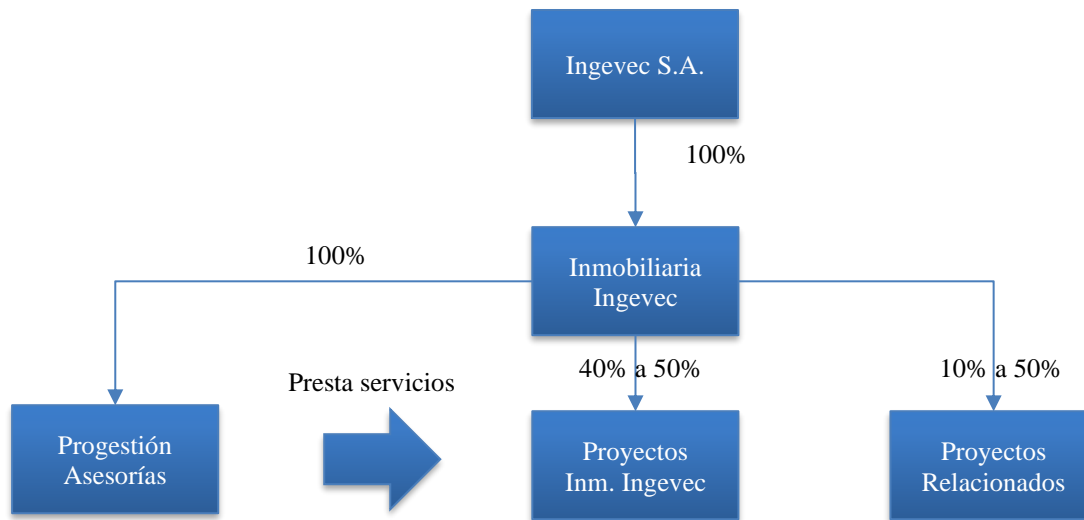 Ingevec S.A.
100%
100%
Inmobiliaria
Ingevec
Presta servicios
40% a 50%
10% a 50%
Progestión
Asesorías
Proyectos
Inm. Ingevec
Proyectos
Relacionados